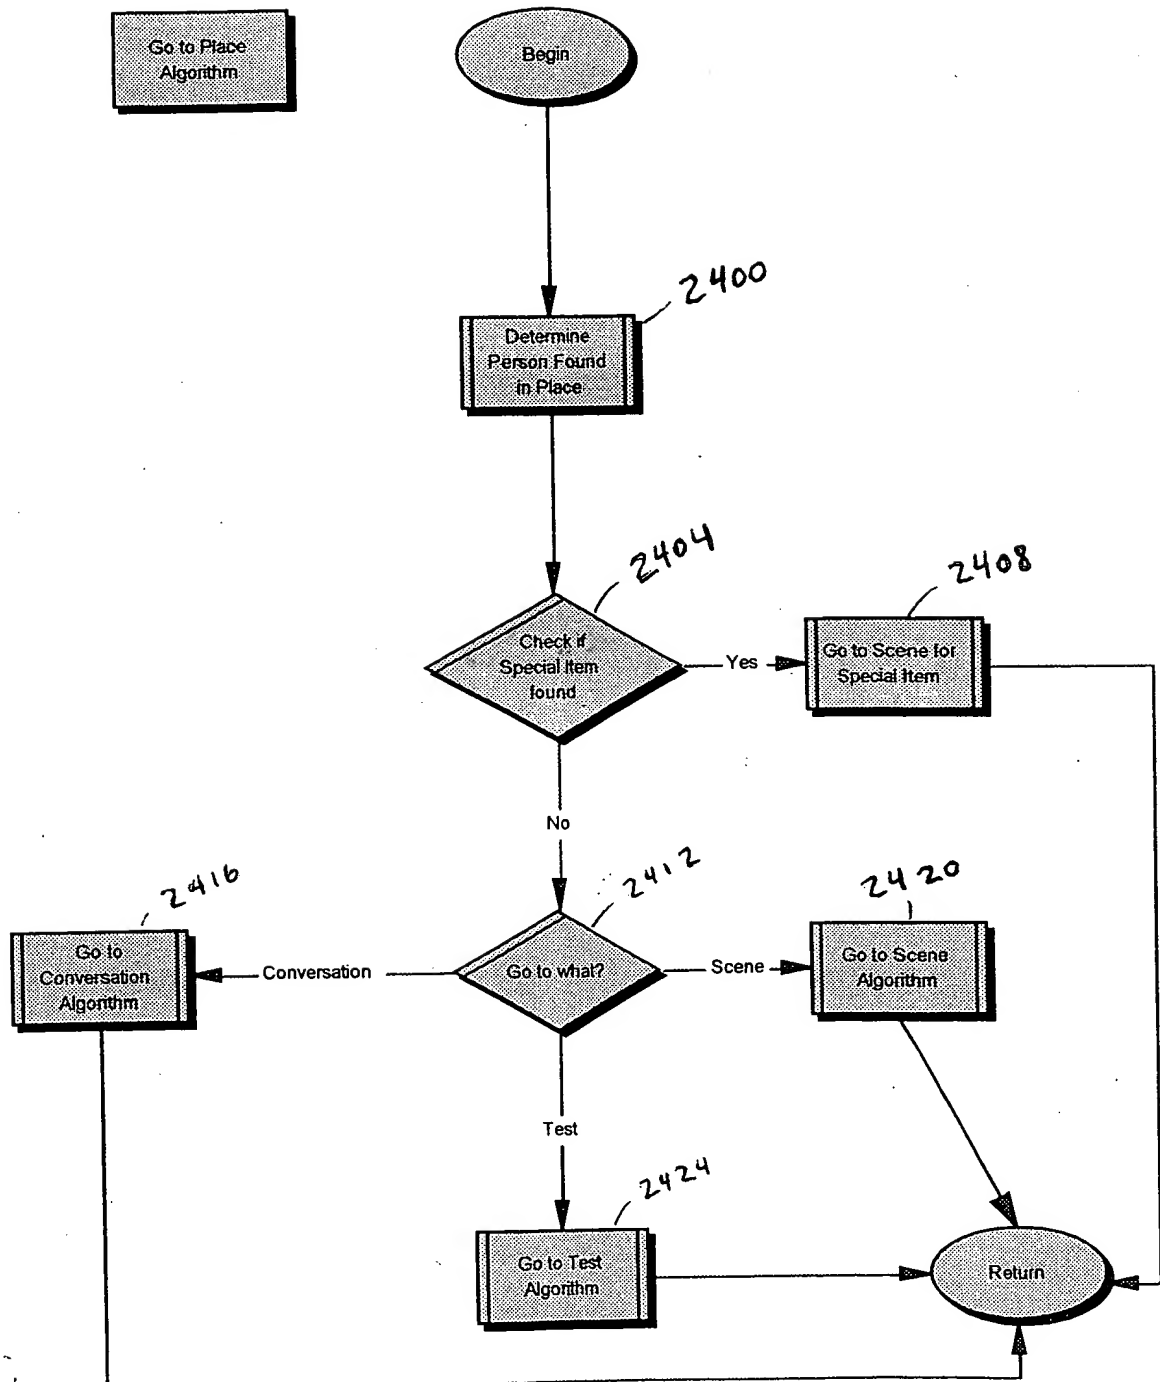 Go to Place
Algorithm
Begin
2400
Determine
Person Found
in Place
2404
2408
Check if
Special Item
found
Yes
Go to Scene for
Special Item
No
2412
2416
2420
Go to
Conversation
Algorithm
Conversation
Go to what?
Scene
Go to Scene
Algorithm
Test
2424
Go to Test
Algorithm
Return